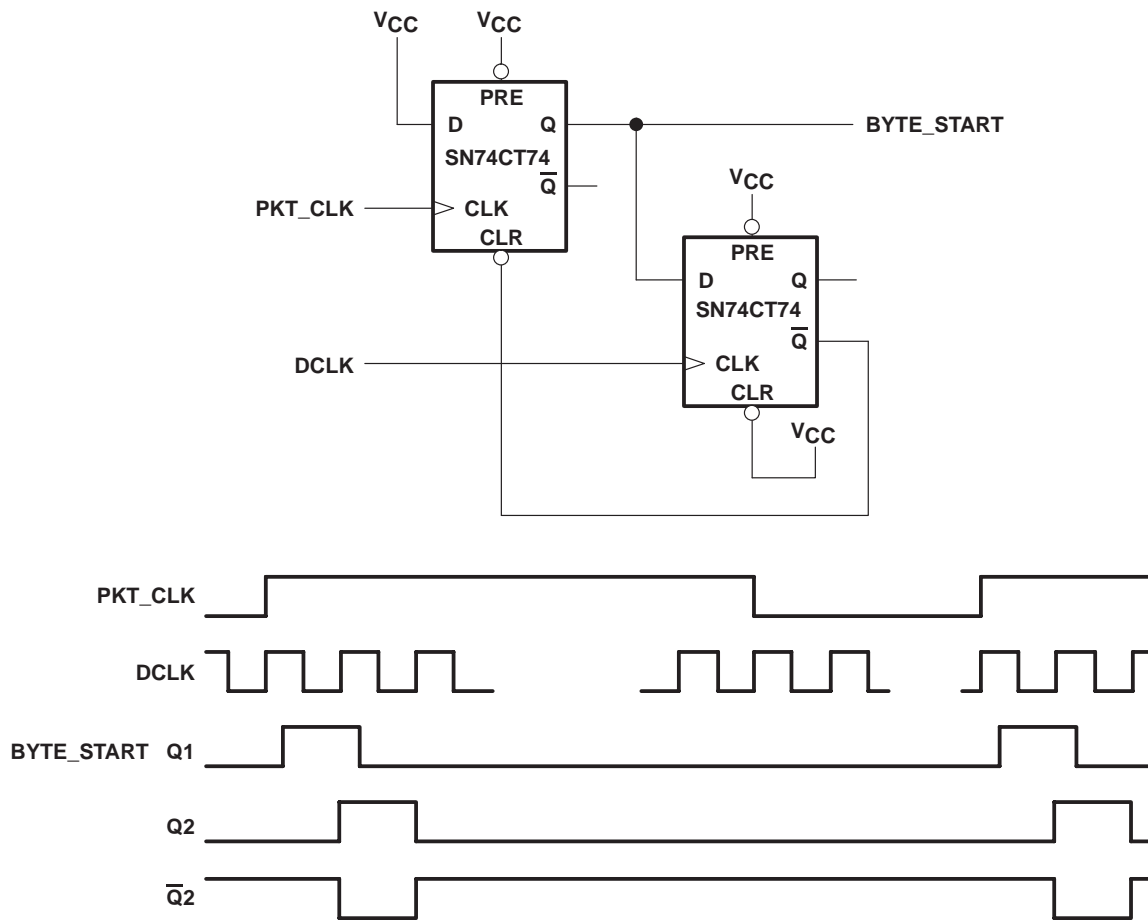 VCC VCC
PRE
D Q BYTE_START
SN74CT74
Q̅ VCC
PKT_CLK CLK
CLR PRE
D Q
SN74CT74
Q̅
DCLK CLK
CLR
VCC
PKT_CLK
DCLK
BYTE_START Q1
Q2
Q̅2